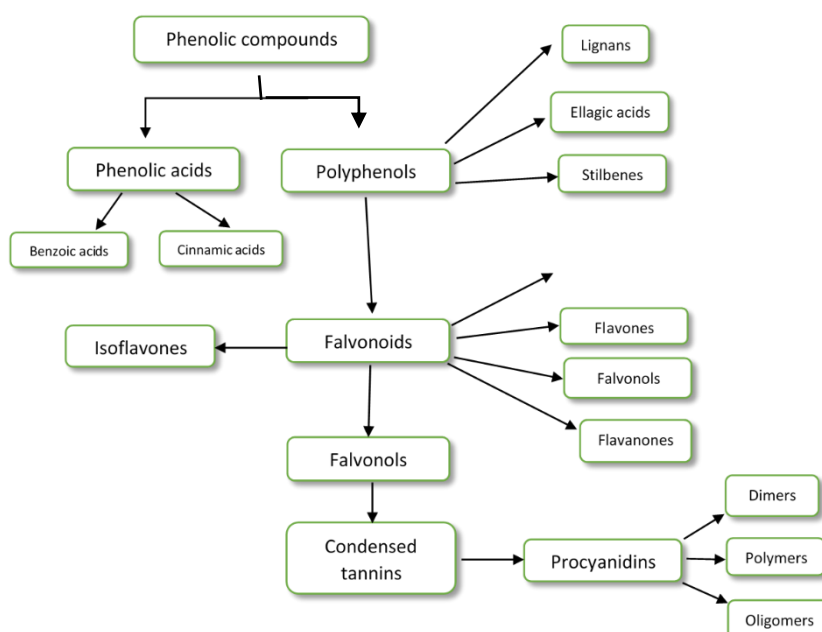 Phenolic compounds
Lignans
Ellagic acids
Phenolic acids
Polyphenols
Stilbenes
Benzoic acids
Cinnamic acids
Isoflavones
Falvonoids
Flavones
Falvonols
Flavanones
Falvonols
Dimers
Condensed
tannins
Procyanidins
Polymers
Oligomers